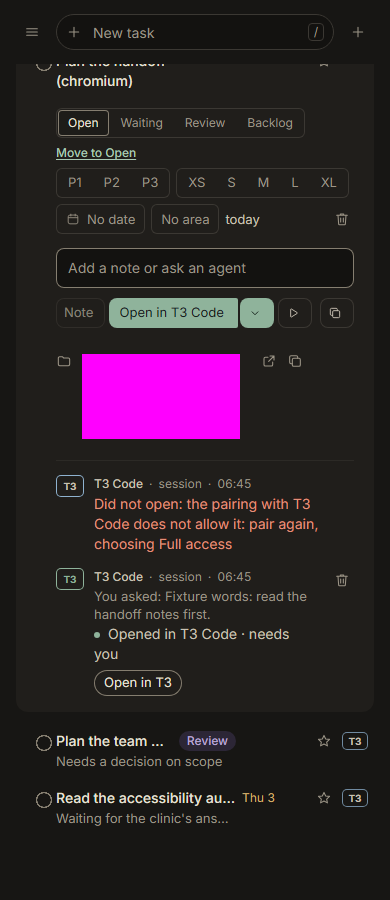 New task
/
Plan the handoff
(chromium)
Open
Waiting
Review
Backlog
Move to Open
P1 P2 P3 XS S M L XL
No date No area today
Add a note or ask an agent
Note Open in T3 Code
T3 T3 Code · session · 06:45
Did not open: the pairing with T3
Code does not allow it: pair again,
choosing Full access
T3 T3 Code · session · 06:45
You asked: Fixture words: read the
handoff notes first.
Opened in T3 Code · needs
you
Open in T3
Plan the team ... Review T3
Needs a decision on scope
Read the accessibility au... Thu 3 T3
Waiting for the clinic's ans...